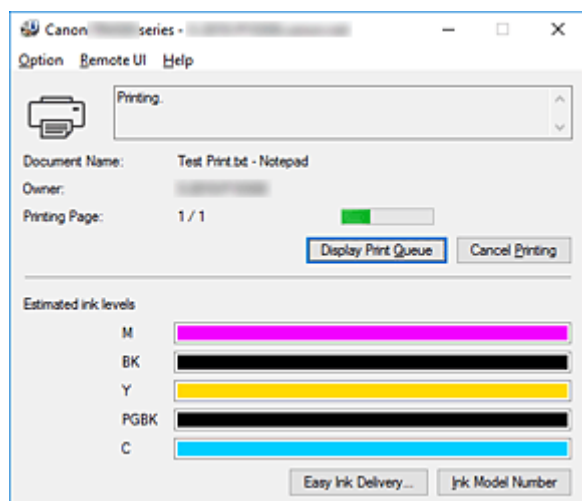 Canon series -
Option Remote UI Help
Printing.
Document Name: Test Print.txt - Notepad
Owner:
Printing Page: 1 / 1
Display Print Queue Cancel Printing
Estimated ink levels
M
BK
Y
PGBK
C
Easy Ink Delivery... Ink Model Number